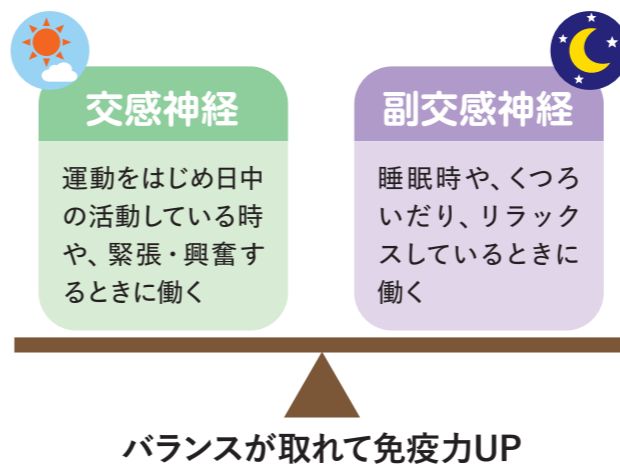 交感神経
運動をはじめ日中
の活動している時
や、緊張・興奮す
るときに働く
副交感神経
睡眠時や、くつろ
いだり、リラック
スしているときに
働く
バランスが取れて免疫力UP